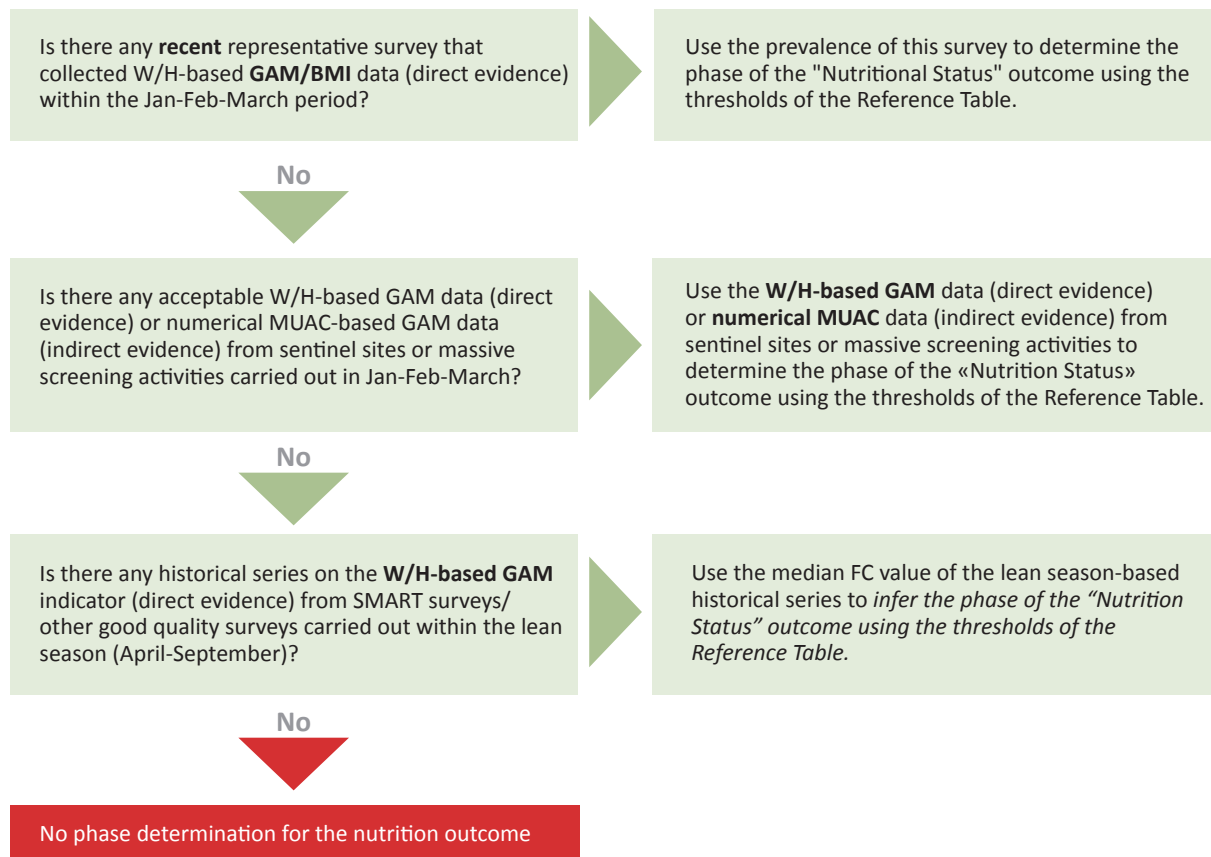 Is there any recent representative survey that
collected W/H-based GAM/BMI data (direct evidence)
within the Jan-Feb-March period?
Use the prevalence of this survey to determine the
phase of the "Nutritional Status" outcome using the
thresholds of the Reference Table.
No
Is there any acceptable W/H-based GAM data (direct
evidence) or numerical MUAC-based GAM data
(indirect evidence) from sentinel sites or massive
screening activities carried out in Jan-Feb-March?
Use the W/H-based GAM data (direct evidence)
or numerical MUAC data (indirect evidence) from
sentinel sites or massive screening activities to
determine the phase of the «Nutrition Status»
outcome using the thresholds of the Reference Table.
No
Is there any historical series on the W/H-based GAM
indicator (direct evidence) from SMART surveys/
other good quality surveys carried out within the lean
season (April-September)?
Use the median FC value of the lean season-based
historical series to infer the phase of the “Nutrition
Status” outcome using the thresholds of the
Reference Table.
No
No phase determination for the nutrition outcome